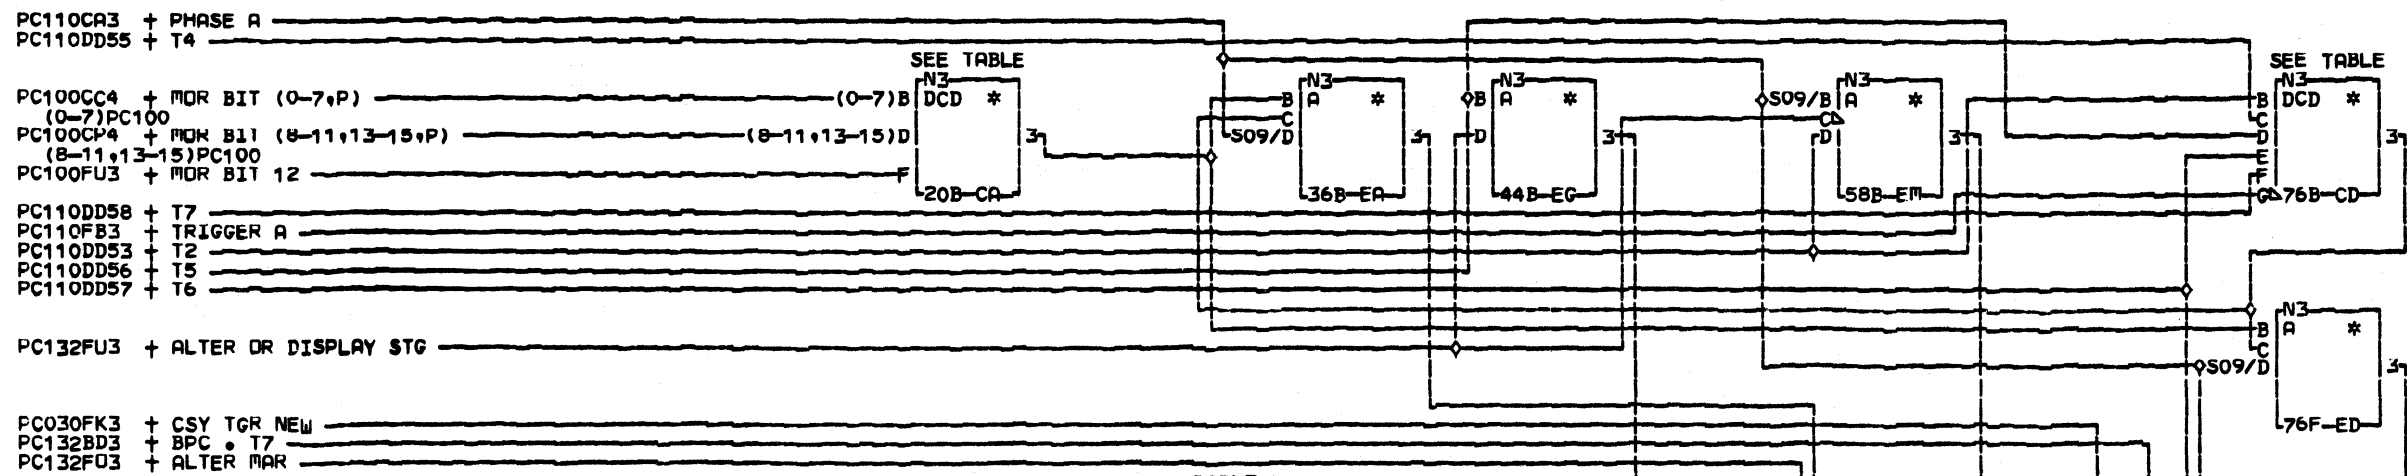 PC110CA3 + PHASE A
PC110DD55 + T4
SEE TABLE
SEE TABLE
N3
N3
N3
N3
N3
PC100CC4 + MDR BIT (0-7,P) (0-7)B DCD *
B A *
B A *
S09/B A *
B DCD *
(0-7)PC100
C
C
C
PC100CP4 + MDR BIT (8-11,13-15,P) (8-11,13-15)D 3
S09/D 3
D 3
D 3
D 3
(8-11,13-15)PC100
E
PC100FU3 + MDR BIT 12 F
F
20B-CA
36B-EA
44B-EG
58B-EM
G 76B-CD
PC110DD58 + T7
PC110FB3 + TRIGGER A
PC110DD53 + T2
PC110DD56 + T5
PC110DD57 + T6
N3
B A *
PC132FU3 + ALTER OR DISPLAY STG
C
S09/D 3
76F-ED
PC030FK3 + CSY TGR NEW
PC132BD3 + BPC . T7
PC132FD3 + ALTER MAR